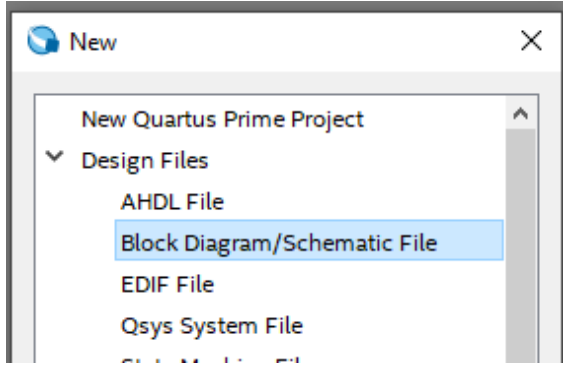 New
New Quartus Prime Project
Design Files
AHDL File
Block Diagram/Schematic File
EDIF File
Qsys System File